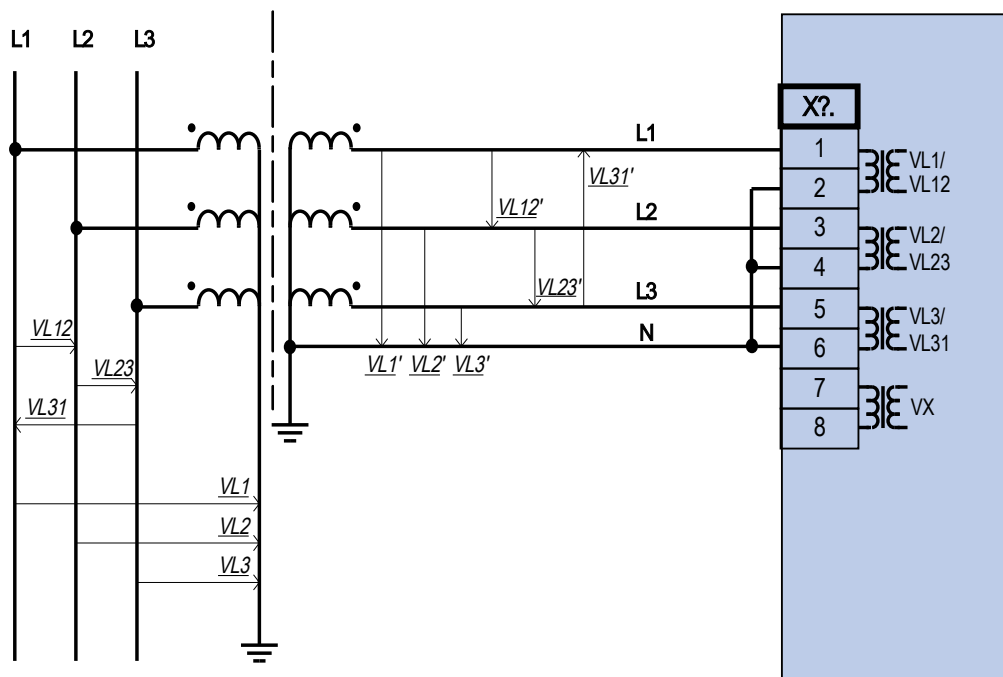 L1 L2 L3
X?.
L1
1
VL1/
VL31'
2
VL12
VL12'
L2
3
VL2/
4
VL23
VL23'
L3
5
VL3/
VL12
N
6
VL31
VL23
VL1' VL2' VL3'
7
VX
VL31
8
VL1
VL2
VL3